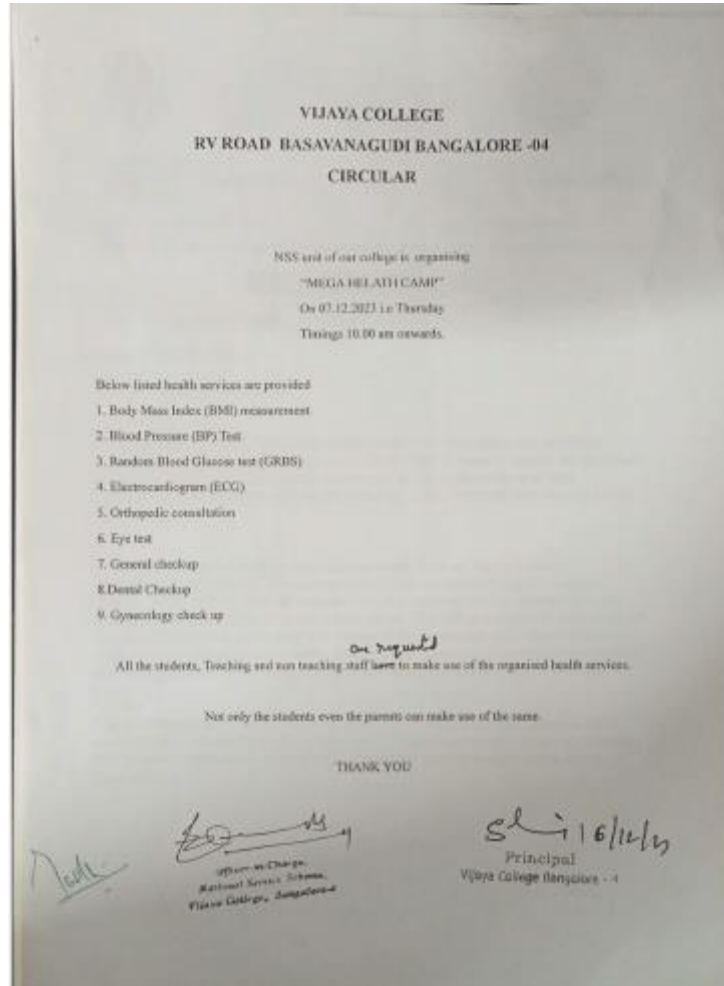 VIJAYA COLLEGE
RV ROAD BASAVANAGUDI BANGALORE -04
CIRCULAR
NSS unit of our college is organising
"MEGA HELATH CAMP"
On 07.12.2023 i.e Thursday
Timings 10.00 am onwards.
Below listed health services are provided
1. Body Mass Index (BMI) measurement
2. Blood Pressure (BP) Test
3. Random Blood Glucose test (GRBS)
4. Electrocardiogram (ECG)
5. Orthopedic consultation
6. Eye test
7. General checkup
8.Dental Checkup
9. Gynecology check up
are requested
All the students, Teaching and non teaching staff have to make use of the organised health services.
Not only the students even the parents can make use of the same.
THANK YOU
6/12/23
Officer-in-Charge,
National Service Scheme,
Vijaya College, Bangalore-4
Principal
Vijaya College Bangalore - 4